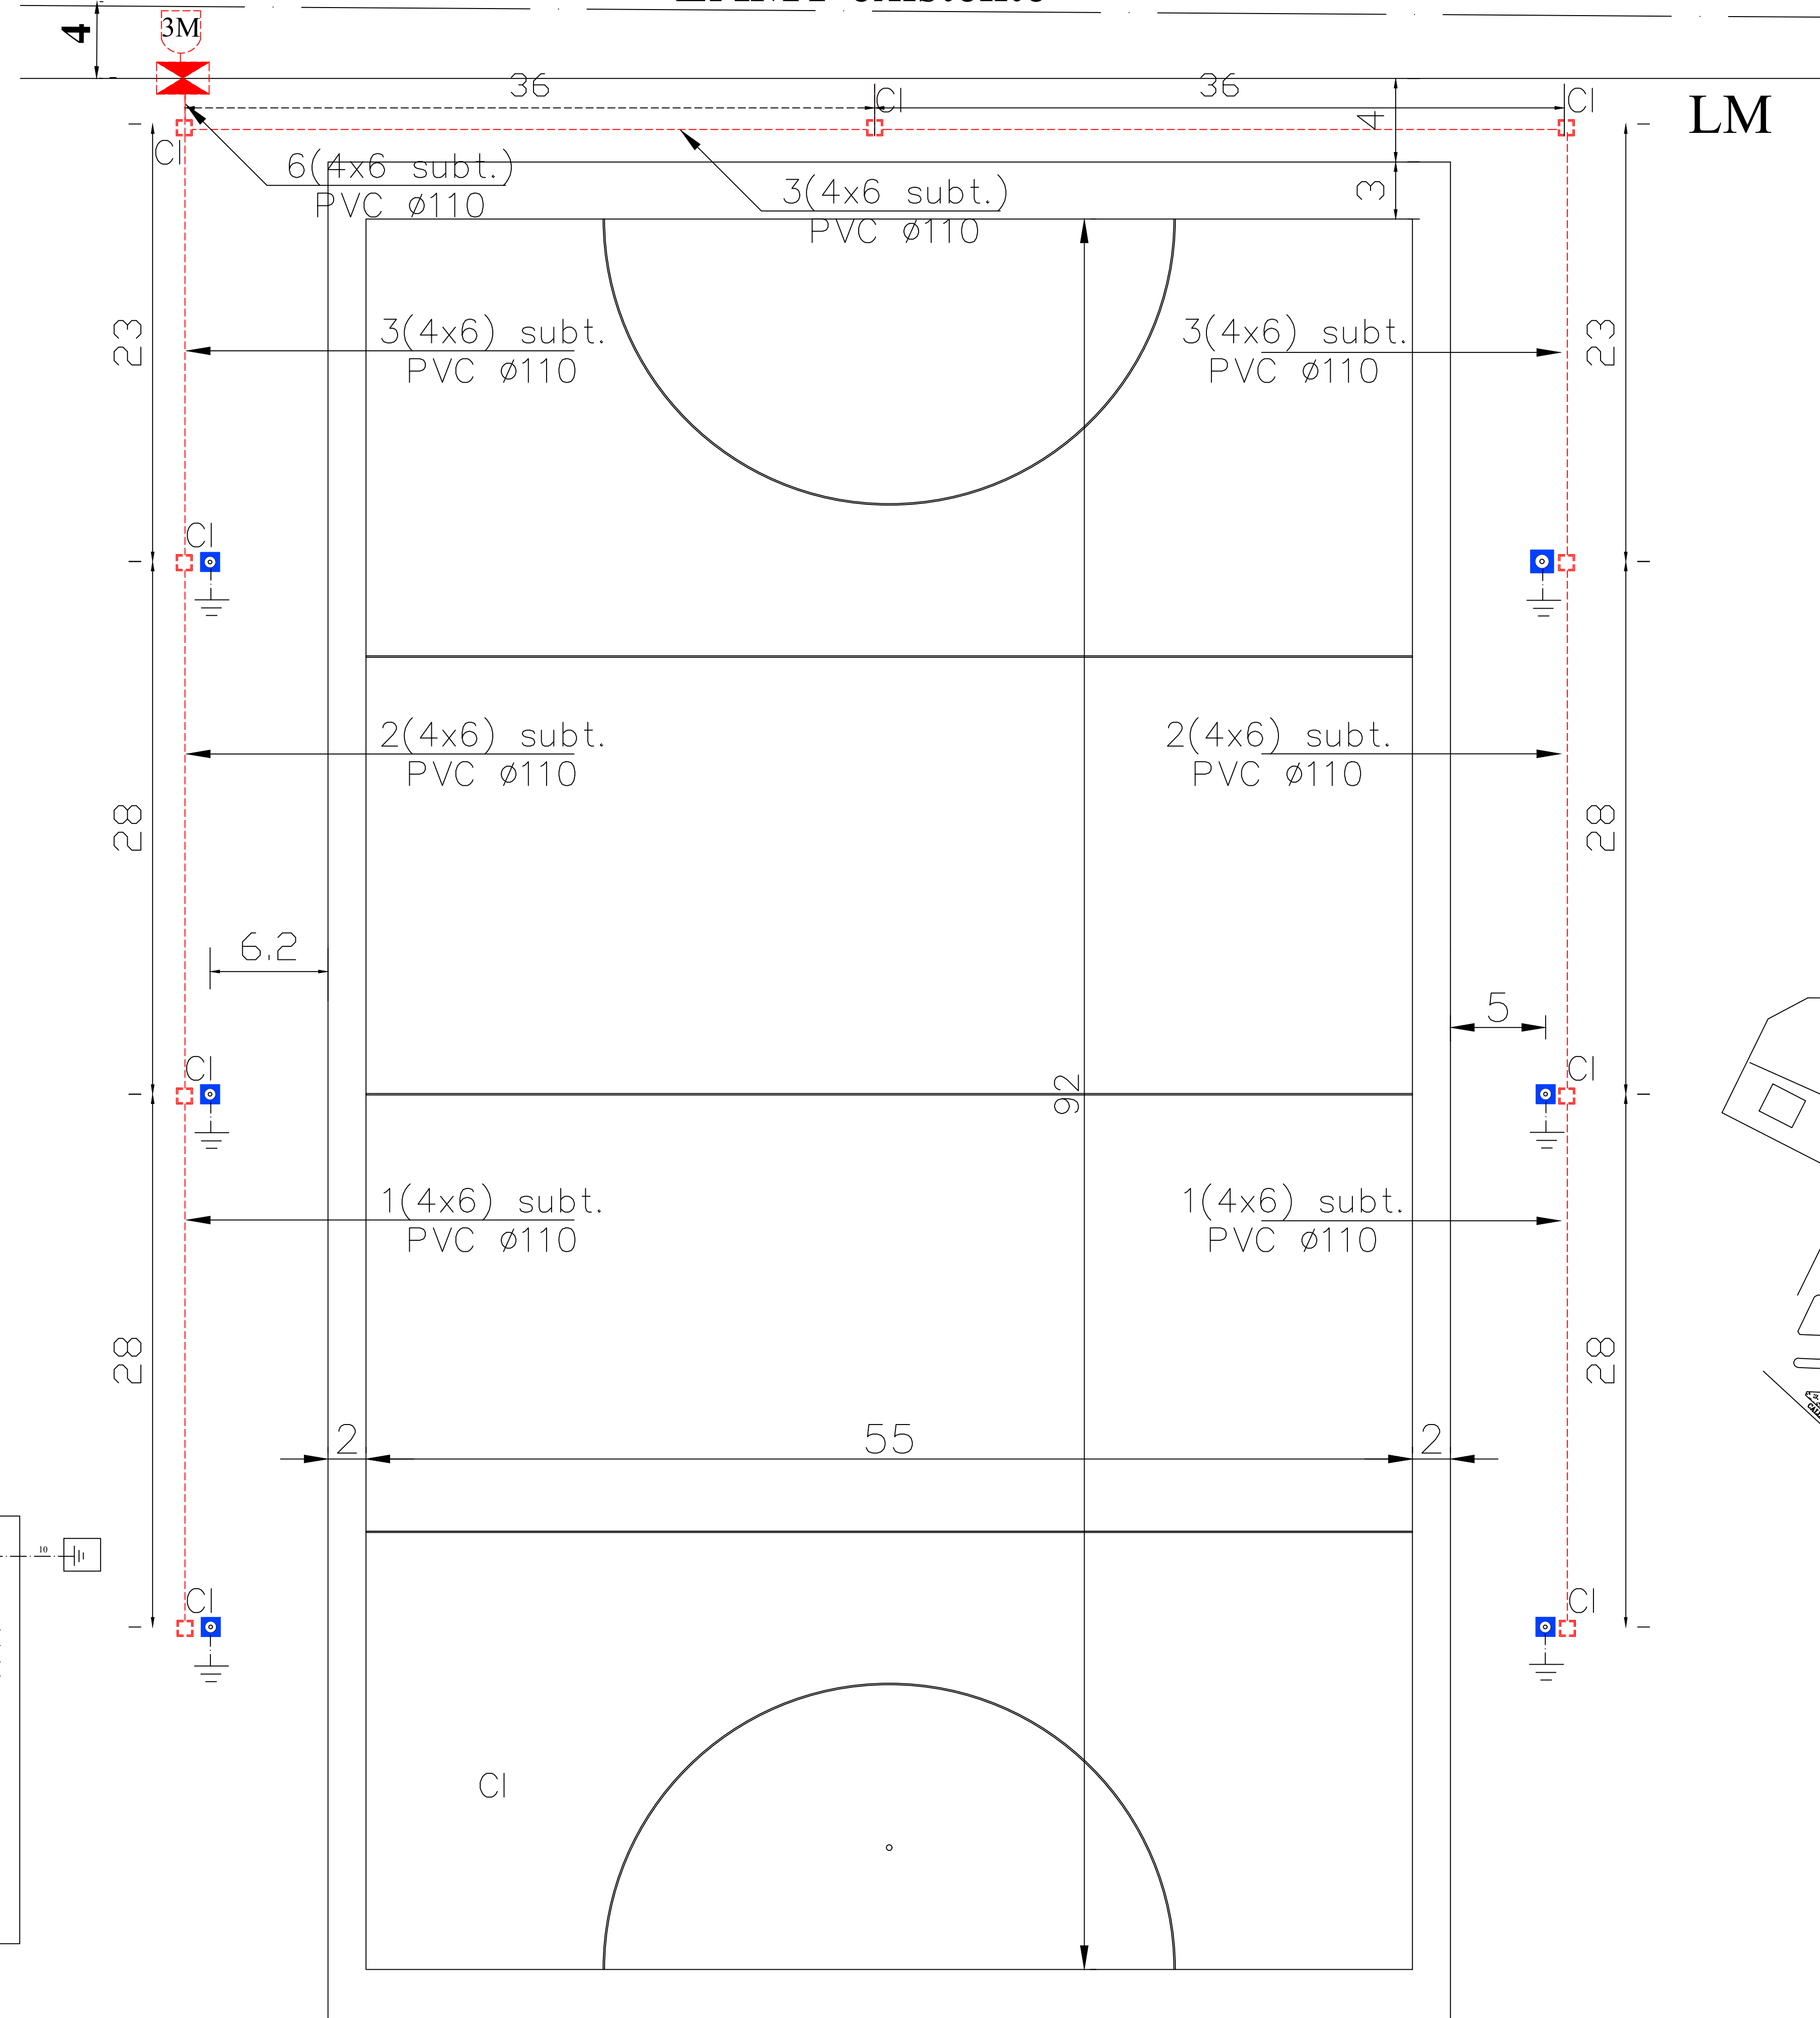 4
3M
36
36
CI
CI
LM
4
CI
6(4x6 subt.)
PVC ø110
3(4x6 subt.)
PVC ø110
3
23
3(4x6) subt.
PVC ø110
3(4x6) subt.
PVC ø110
23
CI
2(4x6) subt.
PVC ø110
2(4x6) subt.
PVC ø110
28
28
6.2
5
CI
CI
92
1(4x6) subt.
PVC ø110
1(4x6) subt.
PVC ø110
28
28
2
55
2
10
CI
CI
CI